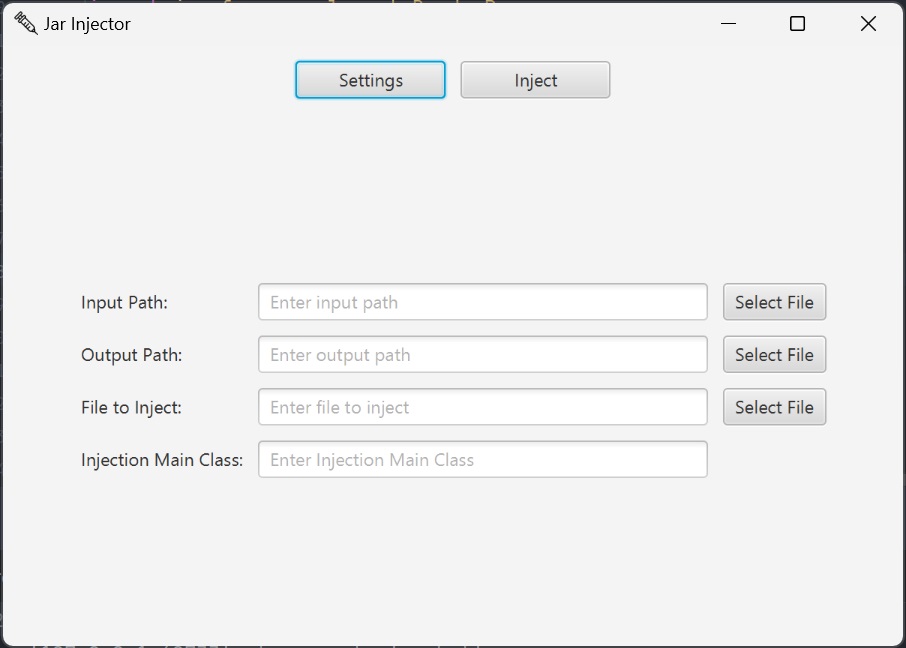 Jar Injector
Settings Inject
Input Path: Enter input path Select File
Output Path: Enter output path Select File
File to Inject: Enter file to inject Select File
Injection Main Class: Enter Injection Main Class